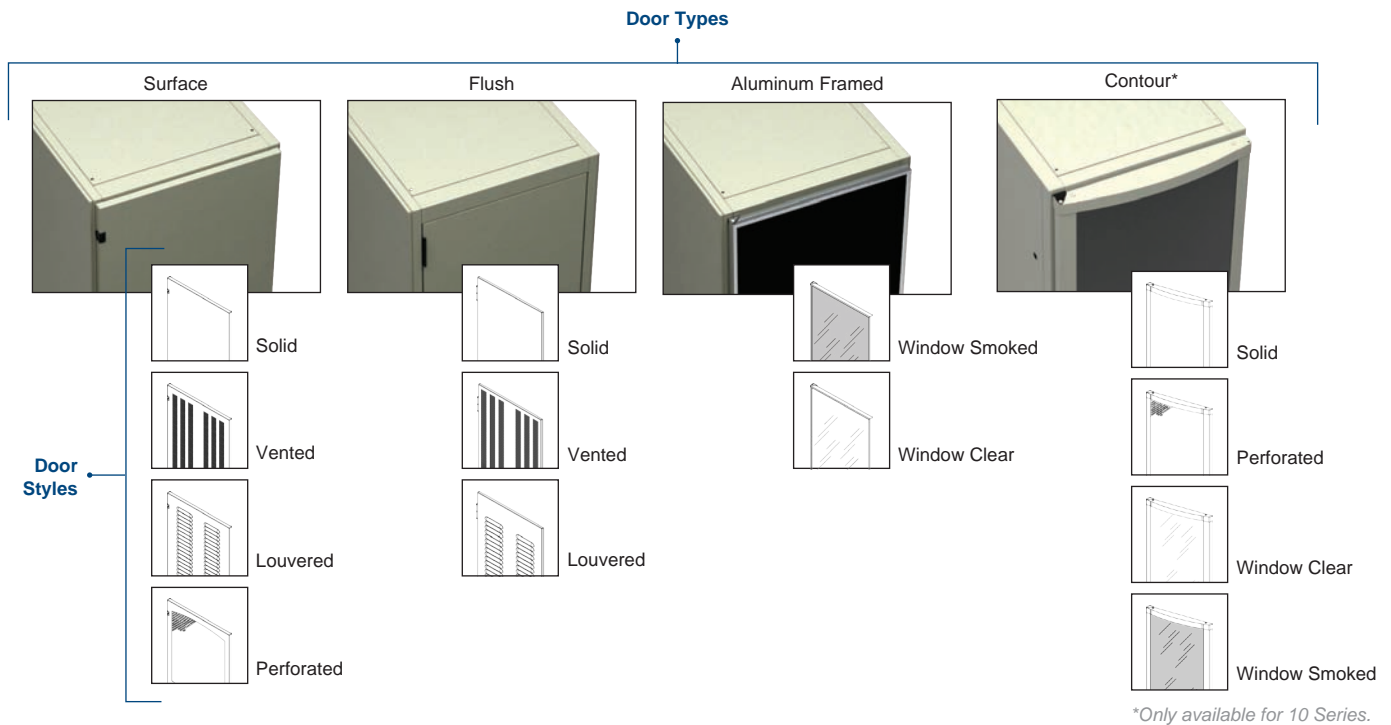 Door Types
Surface
Flush
Aluminum Framed
Contour*
Door
Styles
Solid
Vented
Louvered
Perforated
Solid
Vented
Louvered
Window Smoked
Window Clear
Solid
Perforated
Window Clear
Window Smoked
*Only available for 10 Series.